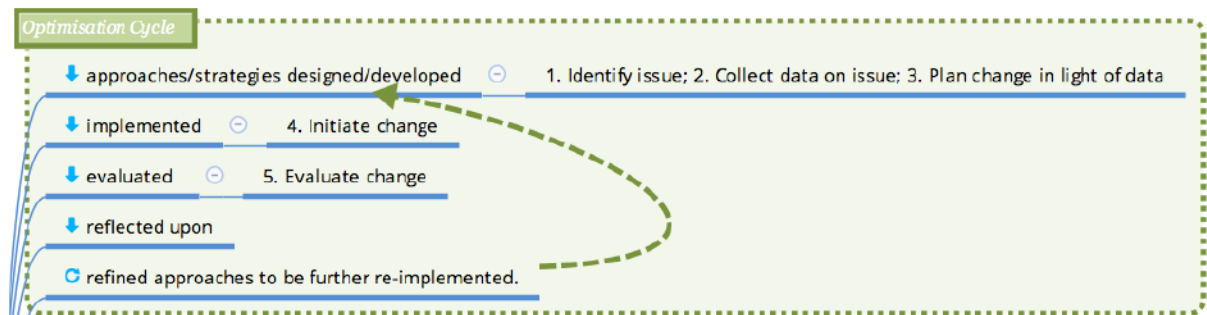 Optimisation Cycle
approaches/strategies designed/developed 1. Identify issue; 2. Collect data on issue; 3. Plan change in light of data
implemented 4. Initiate change
evaluated 5. Evaluate change
reflected upon
refined approaches to be further re-implemented.